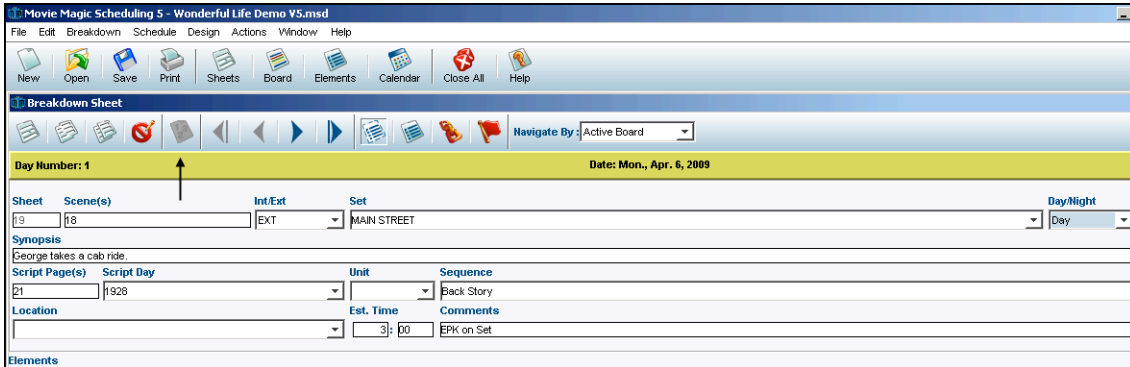 Movie Magic Scheduling 5 - Wonderful Life Demo V5.msd
File Edit Breakdown Schedule Design Actions Window Help
New Open Save Print Sheets Board Elements Calendar Close All Help
Breakdown Sheet
Navigate By : Active Board
Day Number: 1 Date: Mon., Apr. 6, 2009
Sheet Scene(s) Int/Ext Set Day/Night
19 18 EXT MAIN STREET Day
Synopsis
George takes a cab ride.
Script Page(s) Script Day Unit Sequence
21 1928 Back Story
Location Est. Time Comments
3 : 00 EPK on Set
Elements